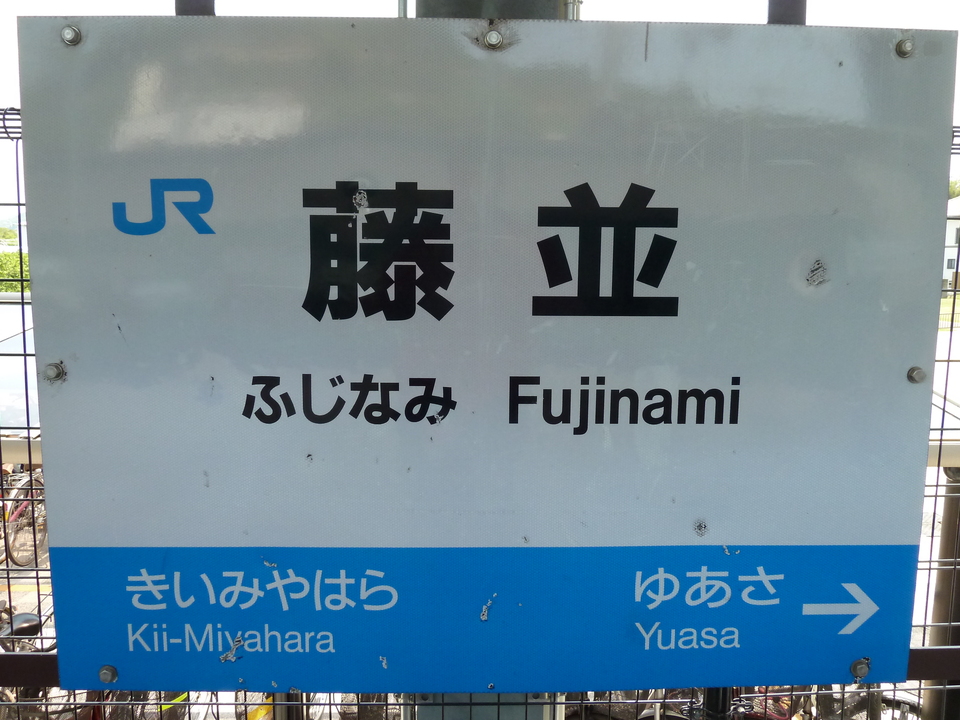 JR
藤並
ふじなみ Fujinami
きいみやはら
Kii-Miyahara
ゆあさ →
Yuasa